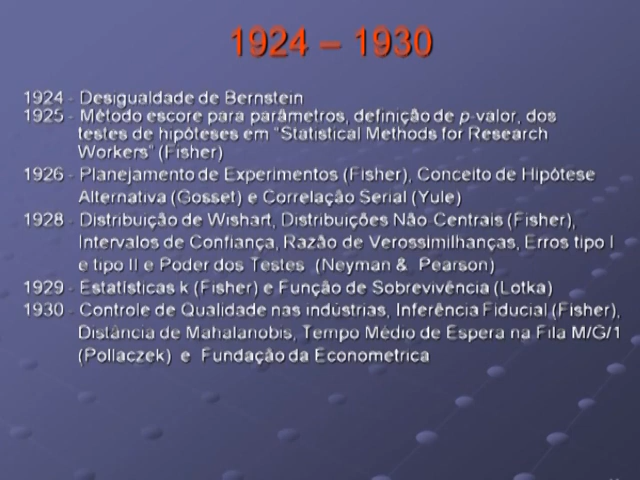 1924 – 1930
1924 - Desigualdade de Bernstein
1925 - Método escore para parâmetros, definição de p-valor, dos
testes de hipóteses em "Statistical Methods for Research
Workers" (Fisher)
1926 - Planejamento de Experimentos (Fisher), Conceito de Hipótese
Alternativa (Gosset) e Correlação Serial (Yule)
1928 - Distribuição de Wishart, Distribuições Não-Centrais (Fisher),
Intervalos de Confiança, Razão de Verossimilhanças, Erros tipo I
e tipo II e Poder dos Testes (Neyman & Pearson)
1929 - Estatísticas k (Fisher) e Função de Sobrevivência (Lotka)
1930 - Controle de Qualidade nas indústrias, Inferência Fiducial (Fisher),
Distância de Mahalanobis, Tempo Médio de Espera na Fila M/G/1
(Pollaczek) e Fundação da Econometrica